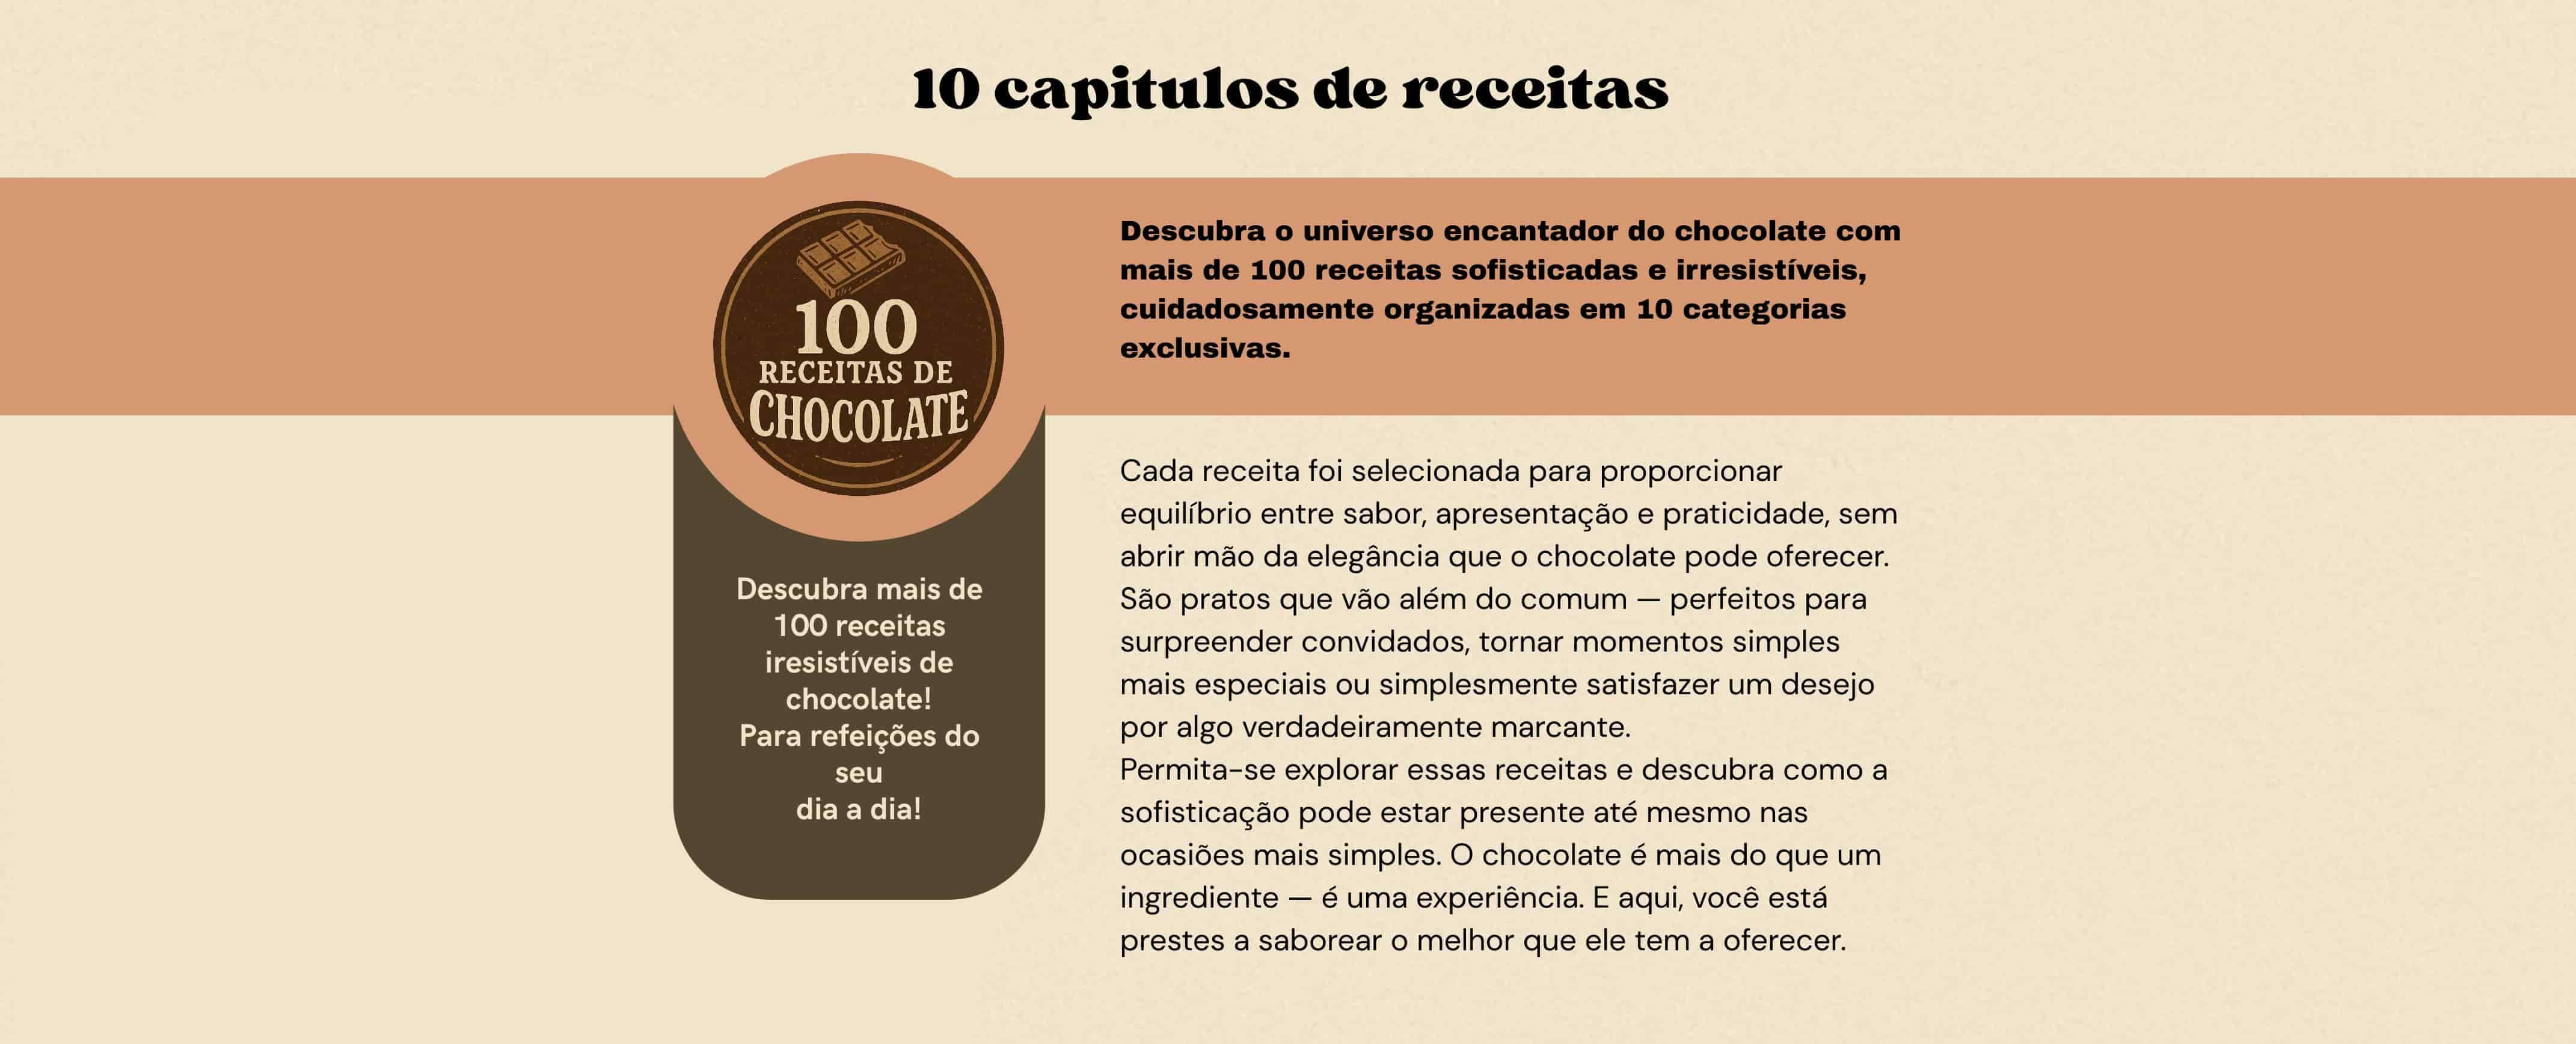 10 capitulos de receitas
100
RECEITAS DE
CHOCOLATE
Descubra mais de
100 receitas
iresistíveis de
chocolate!
Para refeições do
seu
dia a dia!
Descubra o universo encantador do chocolate com
mais de 100 receitas sofisticadas e irresistíveis,
cuidadosamente organizadas em 10 categorias
exclusivas.
Cada receita foi selecionada para proporcionar
equilíbrio entre sabor, apresentação e praticidade, sem
abrir mão da elegância que o chocolate pode oferecer.
São pratos que vão além do comum — perfeitos para
surpreender convidados, tornar momentos simples
mais especiais ou simplesmente satisfazer um desejo
por algo verdadeiramente marcante.
Permita-se explorar essas receitas e descubra como a
sofisticação pode estar presente até mesmo nas
ocasiões mais simples. O chocolate é mais do que um
ingrediente — é uma experiência. E aqui, você está
prestes a saborear o melhor que ele tem a oferecer.